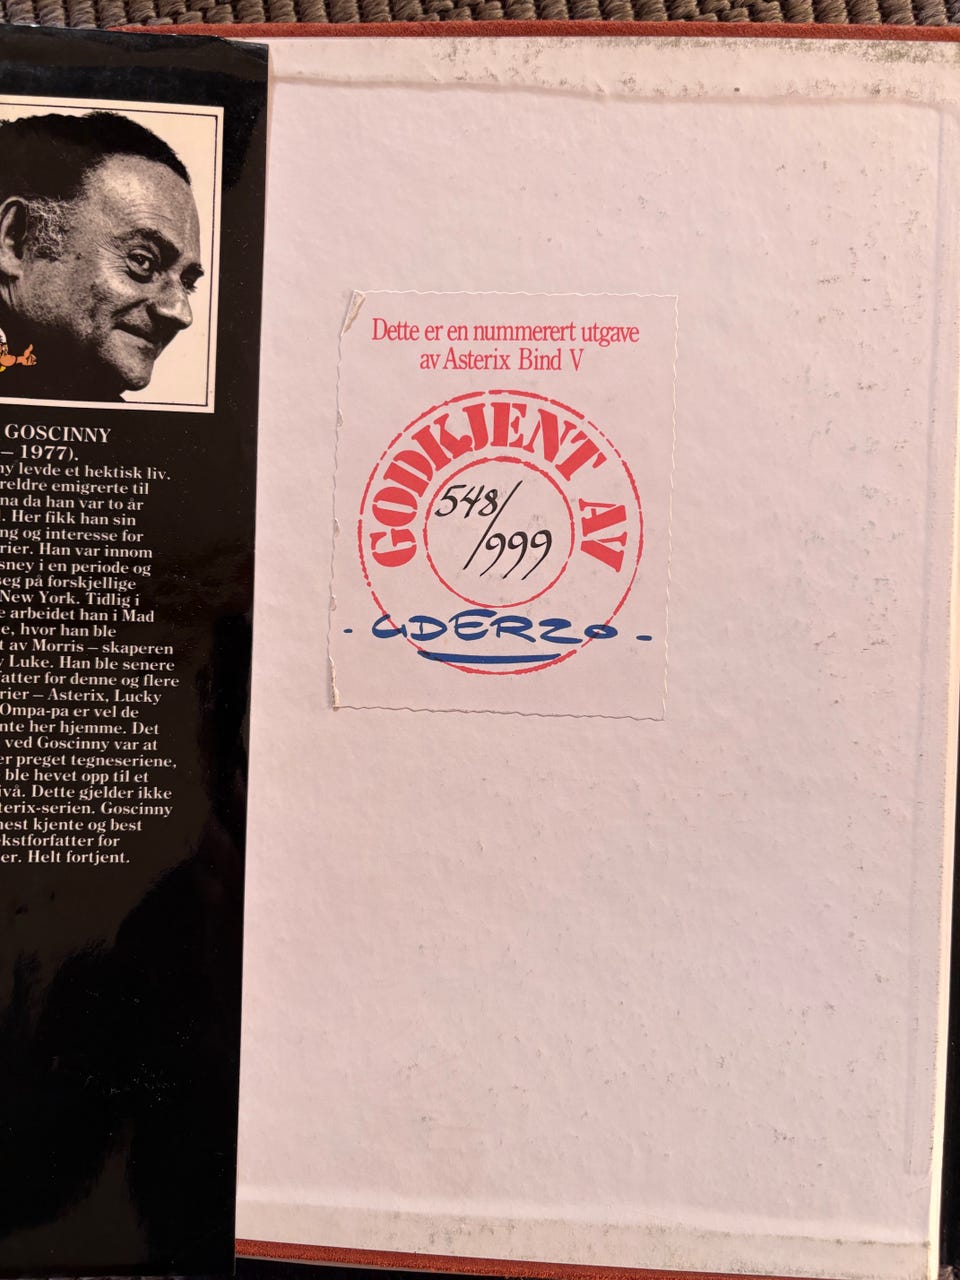 GOSCINNY
– 1977).
ny levde et hektisk liv.
reldre emigrerte til
na da han var to år
l. Her fikk han sin
ng og interesse for
rier. Han var innom
sney i en periode og
seg på forskjellige
New York. Tidlig i
e arbeidet han i Mad
e, hvor han ble
t av Morris – skaperen
y Luke. Han ble senere
fatter for denne og flere
rier – Asterix, Lucky
Ompa-pa er vel de
nte her hjemme. Det
ved Goscinny var at
er preget tegneseriene,
ble hevet opp til et
ivå. Dette gjelder ikke
terix-serien. Goscinny
mest kjente og best
kstforfatter for
er. Helt fortjent.
Dette er en nummerert utgave
av Asterix Bind V
GODKJENT AV
548/
/999
- UDERZO -